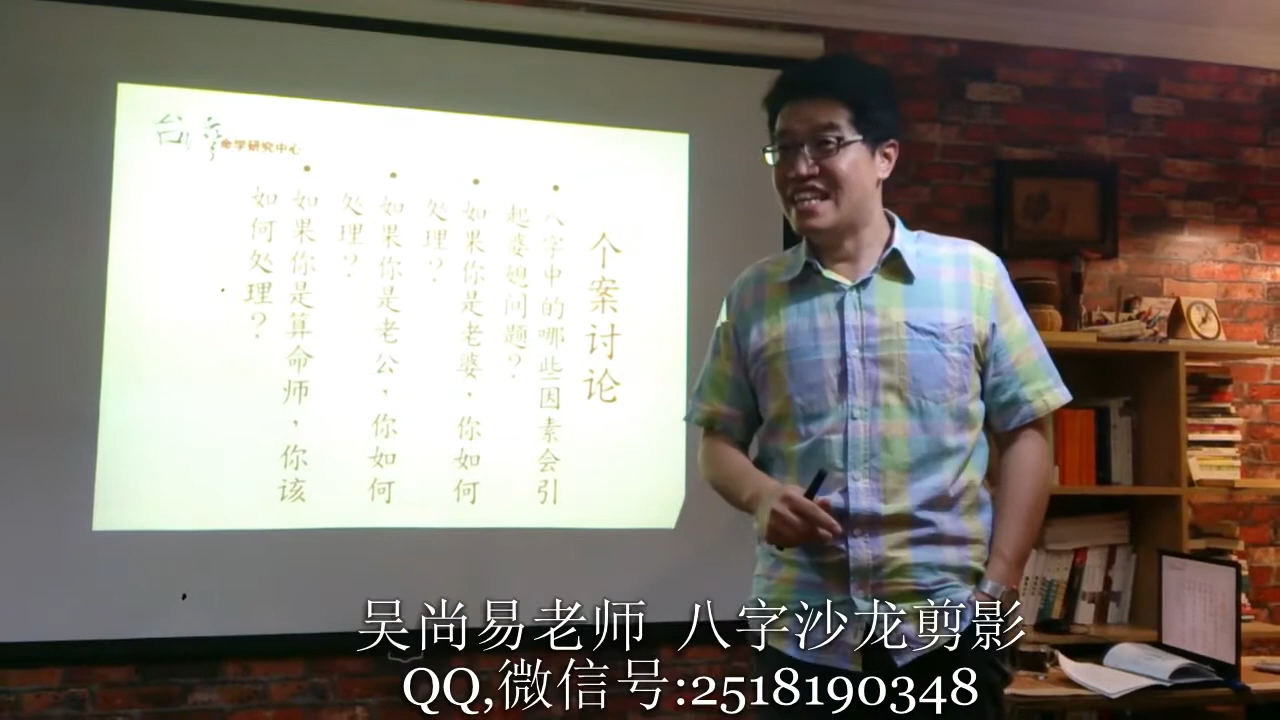 台湾命学研究中心
个案讨论
• 八字中的哪些因素会引
起婆媳问题？
• 如果你是老婆，你如何
处理？
• 如果你是老公，你如何
处理？
• 如果你是算命师，你该
如何处理？
吴尚易老师 八字沙龙剪影
QQ,微信号:2518190348